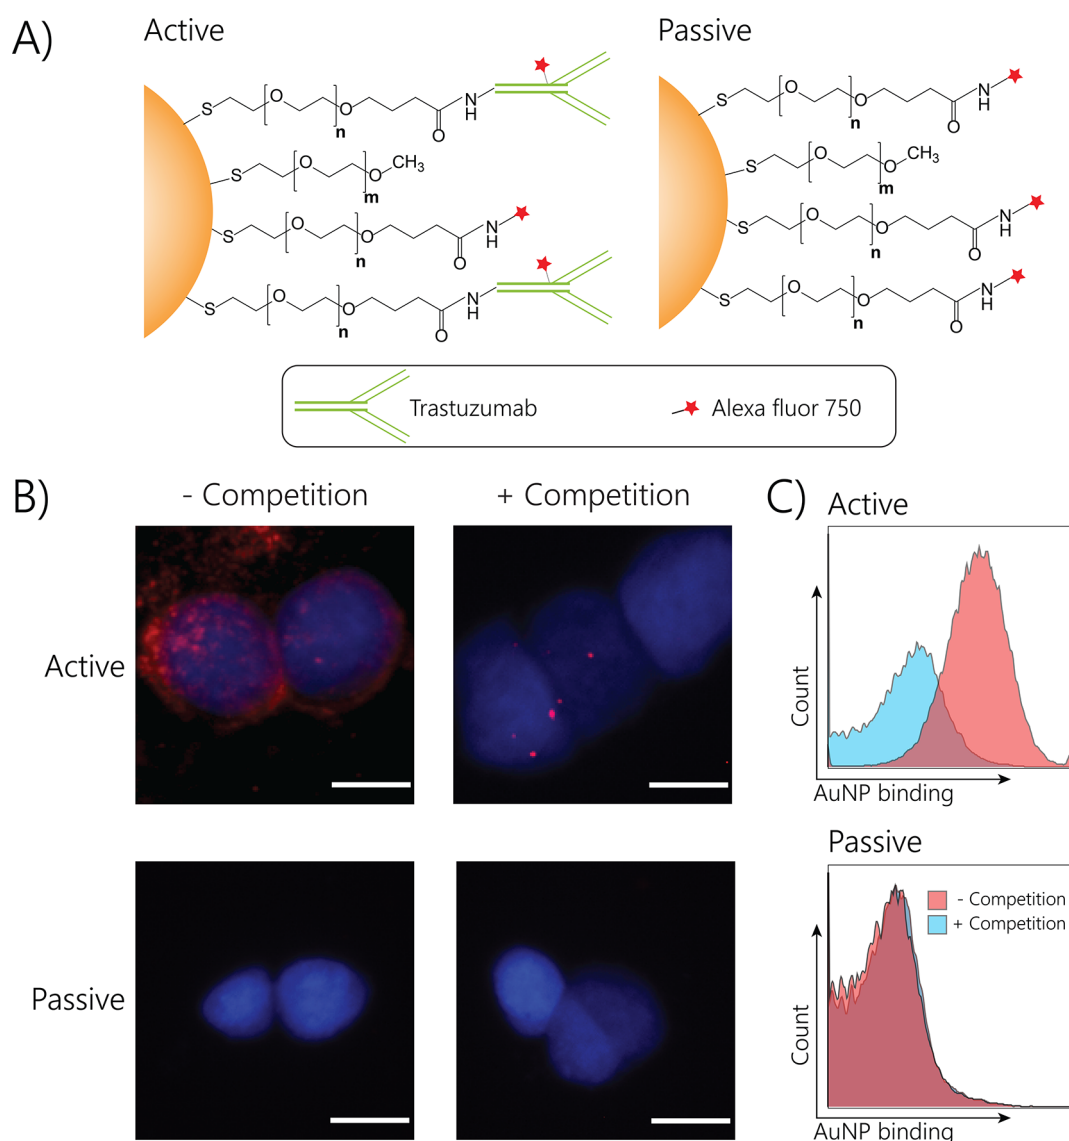 A)
Active
Passive
S O n O O N H
S O m O CH3
S O n O O N H
S O n O O N H
S O n O O N H
S O m O CH3
S O n O O N H
S O n O O N H
Trastuzumab
Alexa fluor 750
B)
- Competition
+ Competition
Active
Passive
C)
Active
Count
AuNP binding
Passive
- Competition
+ Competition
Count
AuNP binding